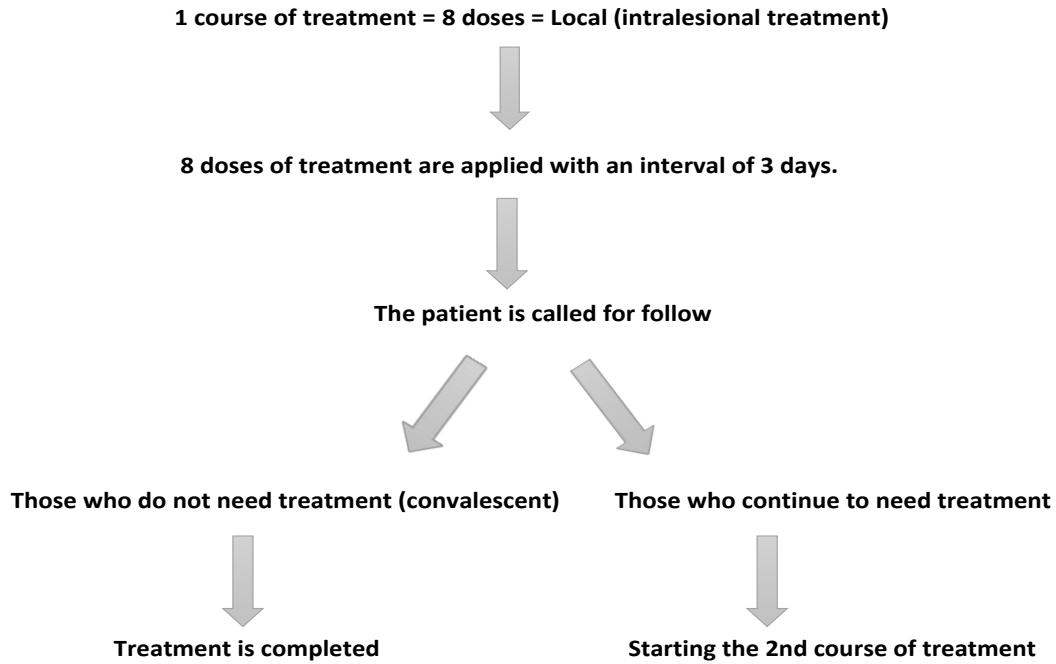 1 course of treatment = 8 doses = Local (intralesional treatment)
8 doses of treatment are applied with an interval of 3 days.
The patient is called for follow
Those who do not need treatment (convalescent)
Those who continue to need treatment
Treatment is completed
Starting the 2nd course of treatment